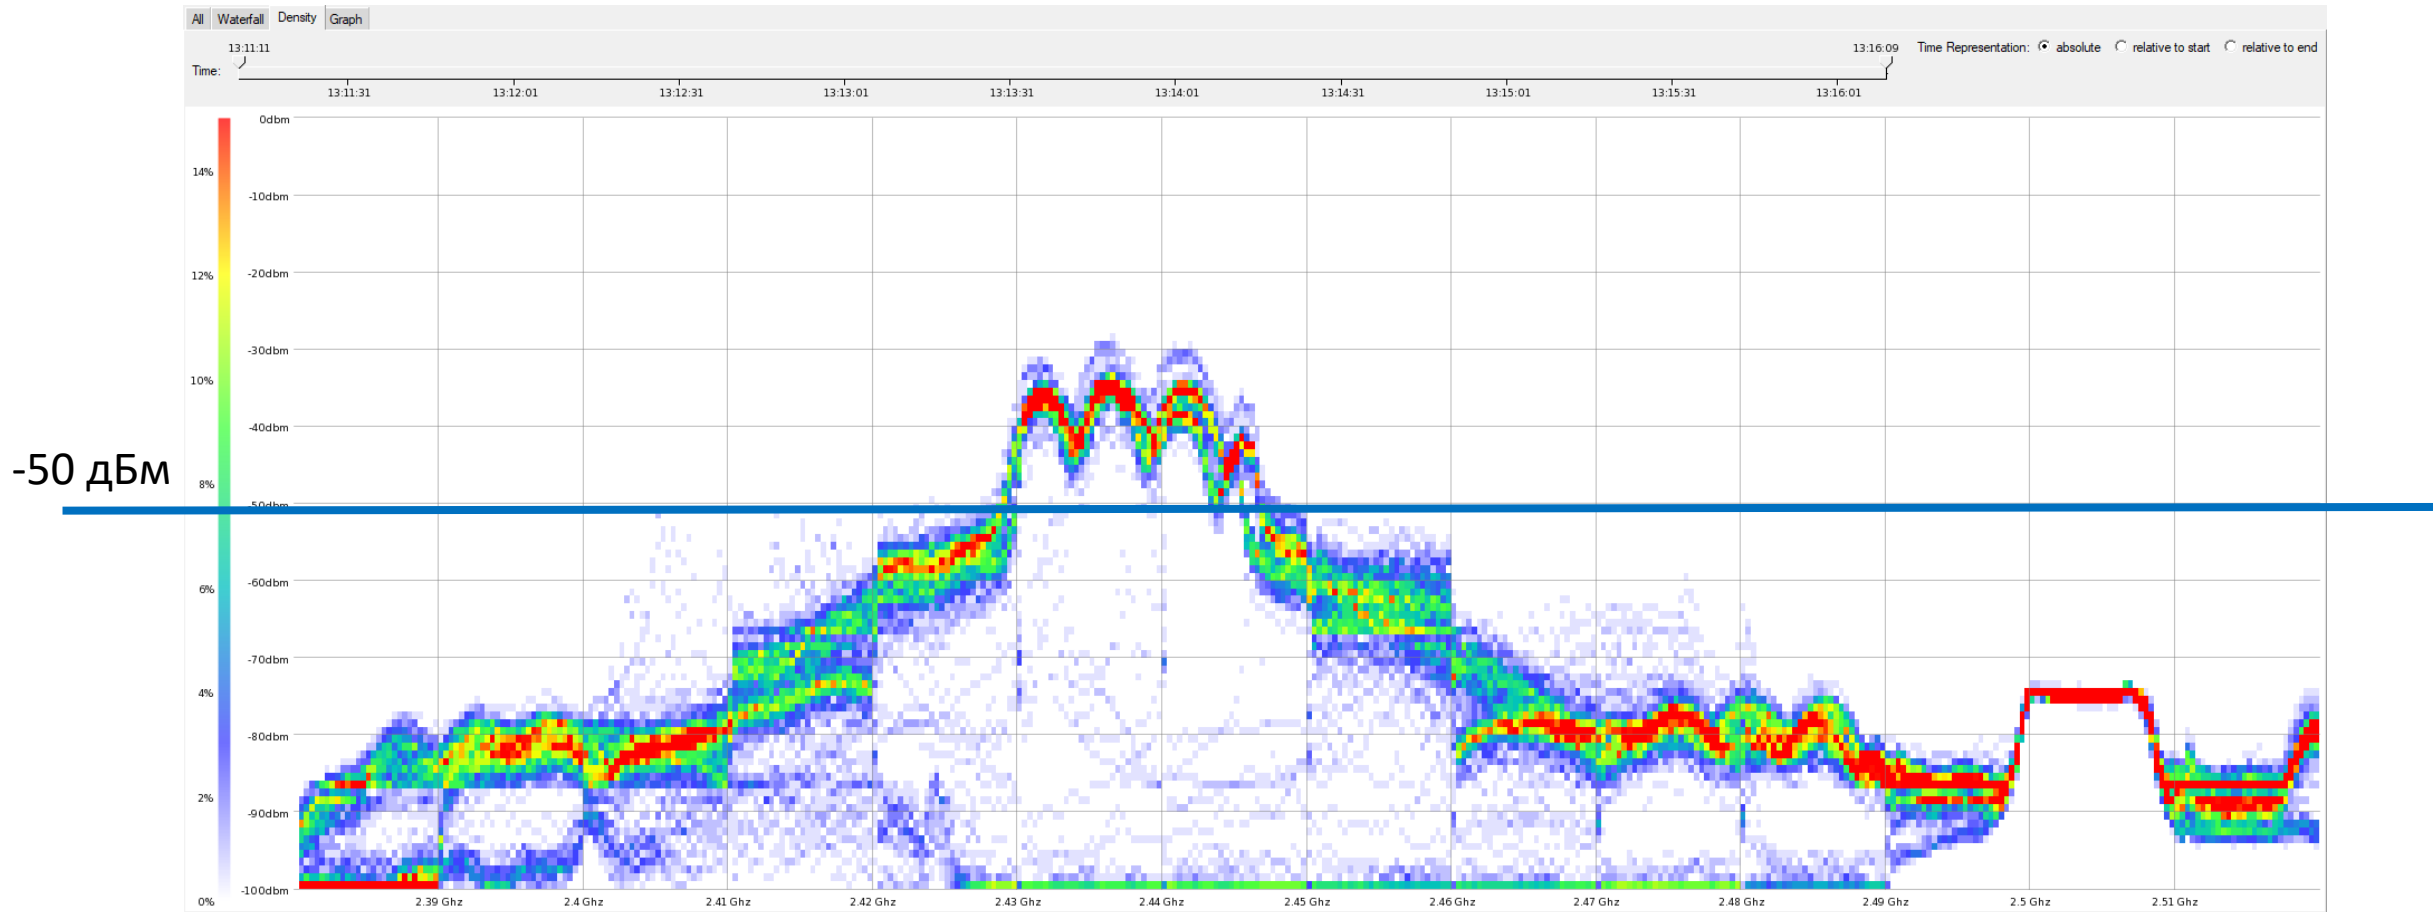 All Waterfall Density Graph
13:11:11 13:16:09 Time Representation: absolute relative to start relative to end
Time:
13:11:31 13:12:01 13:12:31 13:13:01 13:13:31 13:14:01 13:14:31 13:15:01 13:15:31 13:16:01
0dbm
14%
-10dbm
12%
-20dbm
-30dbm
10%
-40dbm
-50 дБм
8%
-50dbm
-60dbm
6%
-70dbm
4%
-80dbm
2%
-90dbm
-100dbm
0%
2.39 Ghz 2.4 Ghz 2.41 Ghz 2.42 Ghz 2.43 Ghz 2.44 Ghz 2.45 Ghz 2.46 Ghz 2.47 Ghz 2.48 Ghz 2.49 Ghz 2.5 Ghz 2.51 Ghz